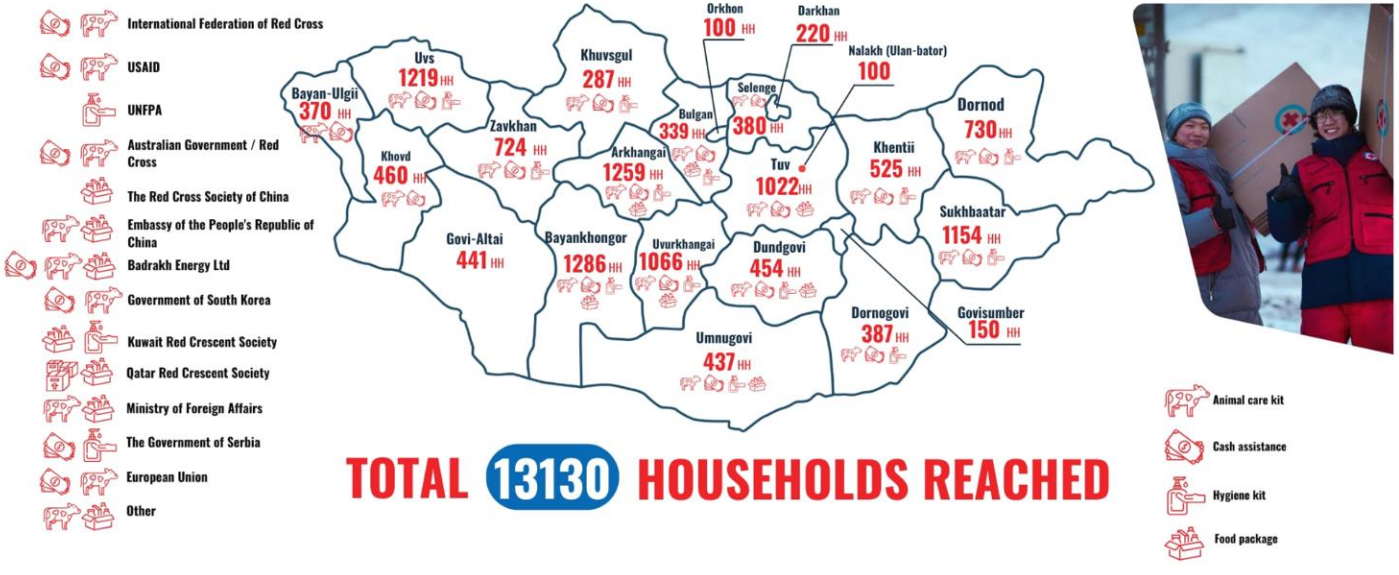 International Federation of Red Cross
USAID
UNFPA
Australian Government / Red
Cross
The Red Cross Society of China
Embassy of the People's Republic of
China
Badrakh Energy Ltd
Government of South Korea
Kuwait Red Crescent Society
Qatar Red Crescent Society
Ministry of Foreign Affairs
The Government of Serbia
European Union
Other
Bayan-Ulgii
370 HH
Uvs
1219 HH
Khovd
460 HH
Zavkhan
724 HH
Khuvsgul
287 HH
Orkhon
100 HH
Darkhan
220 HH
Nalakh (Ulan-bator)
100
Selenge
380 HH
Bulgan
339 HH
Arkhangai
1259 HH
Tuv
1022 HH
Khentii
525 HH
Dornod
730 HH
Sukhbaatar
1154 HH
Govi-Altai
441 HH
Bayankhongor
1286 HH
Uvurkhangai
1066 HH
Dundgovi
454 HH
Dornogovi
387 HH
Govisumber
150 HH
Umnugovi
437 HH
TOTAL 13130 HOUSEHOLDS REACHED
Animal care kit
Cash assistance
Hygiene kit
Food package